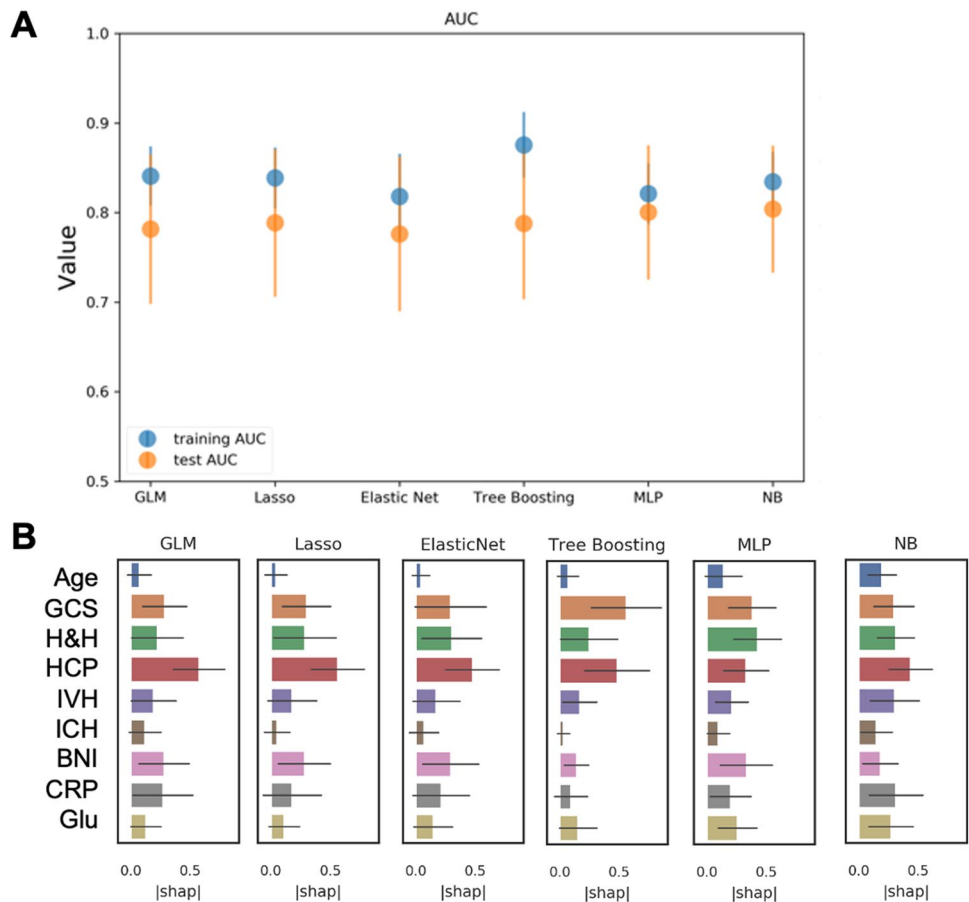 A
AUC
1.0
0.9
0.8
0.7
0.6
0.5
Value
training AUC
test AUC
GLM Lasso Elastic Net Tree Boosting MLP NB
B
GLM Lasso ElasticNet Tree Boosting MLP NB
Age
GCS
H&H
HCP
IVH
ICH
BNI
CRP
Glu
0.0 0.5 0.0 0.5 0.0 0.5 0.0 0.5 0.0 0.5 0.0 0.5
|shap| |shap| |shap| |shap| |shap| |shap|